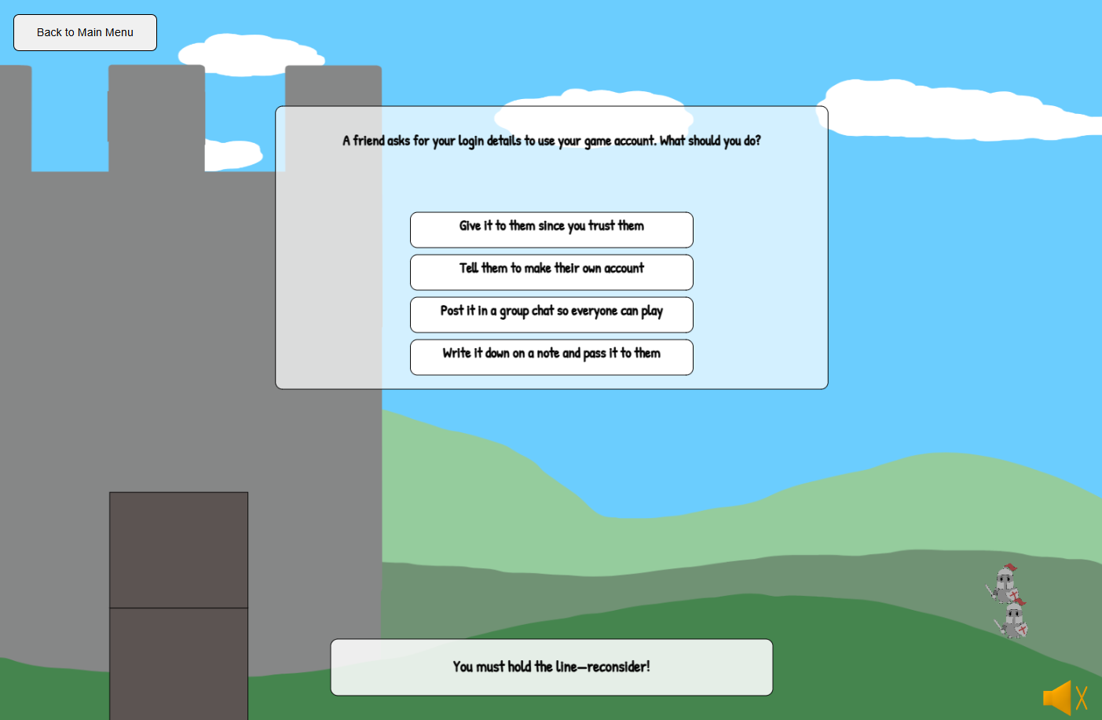 Back to Main Menu
A friend asks for your login details to use your game account. What should you do?
Give it to them since you trust them
Tell them to make their own account
Post it in a group chat so everyone can play
Write it down on a note and pass it to them
You must hold the line—reconsider!